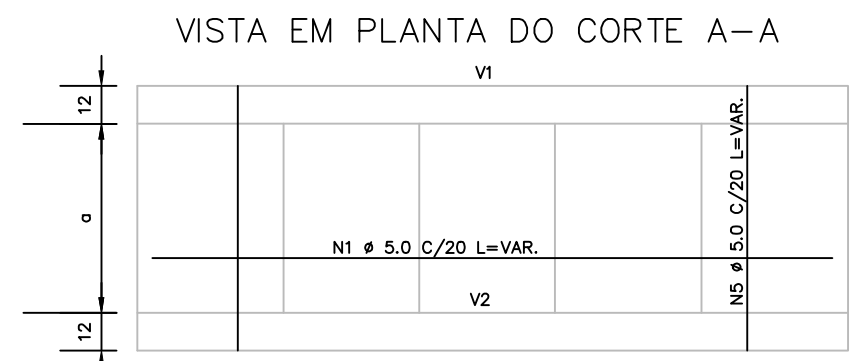 VISTA EM PLANTA DO CORTE A-A
V1
12
a
N1 ø 5.0 C/20 L=VAR.
N5 ø 5.0 C/20 L=VAR.
V2
12